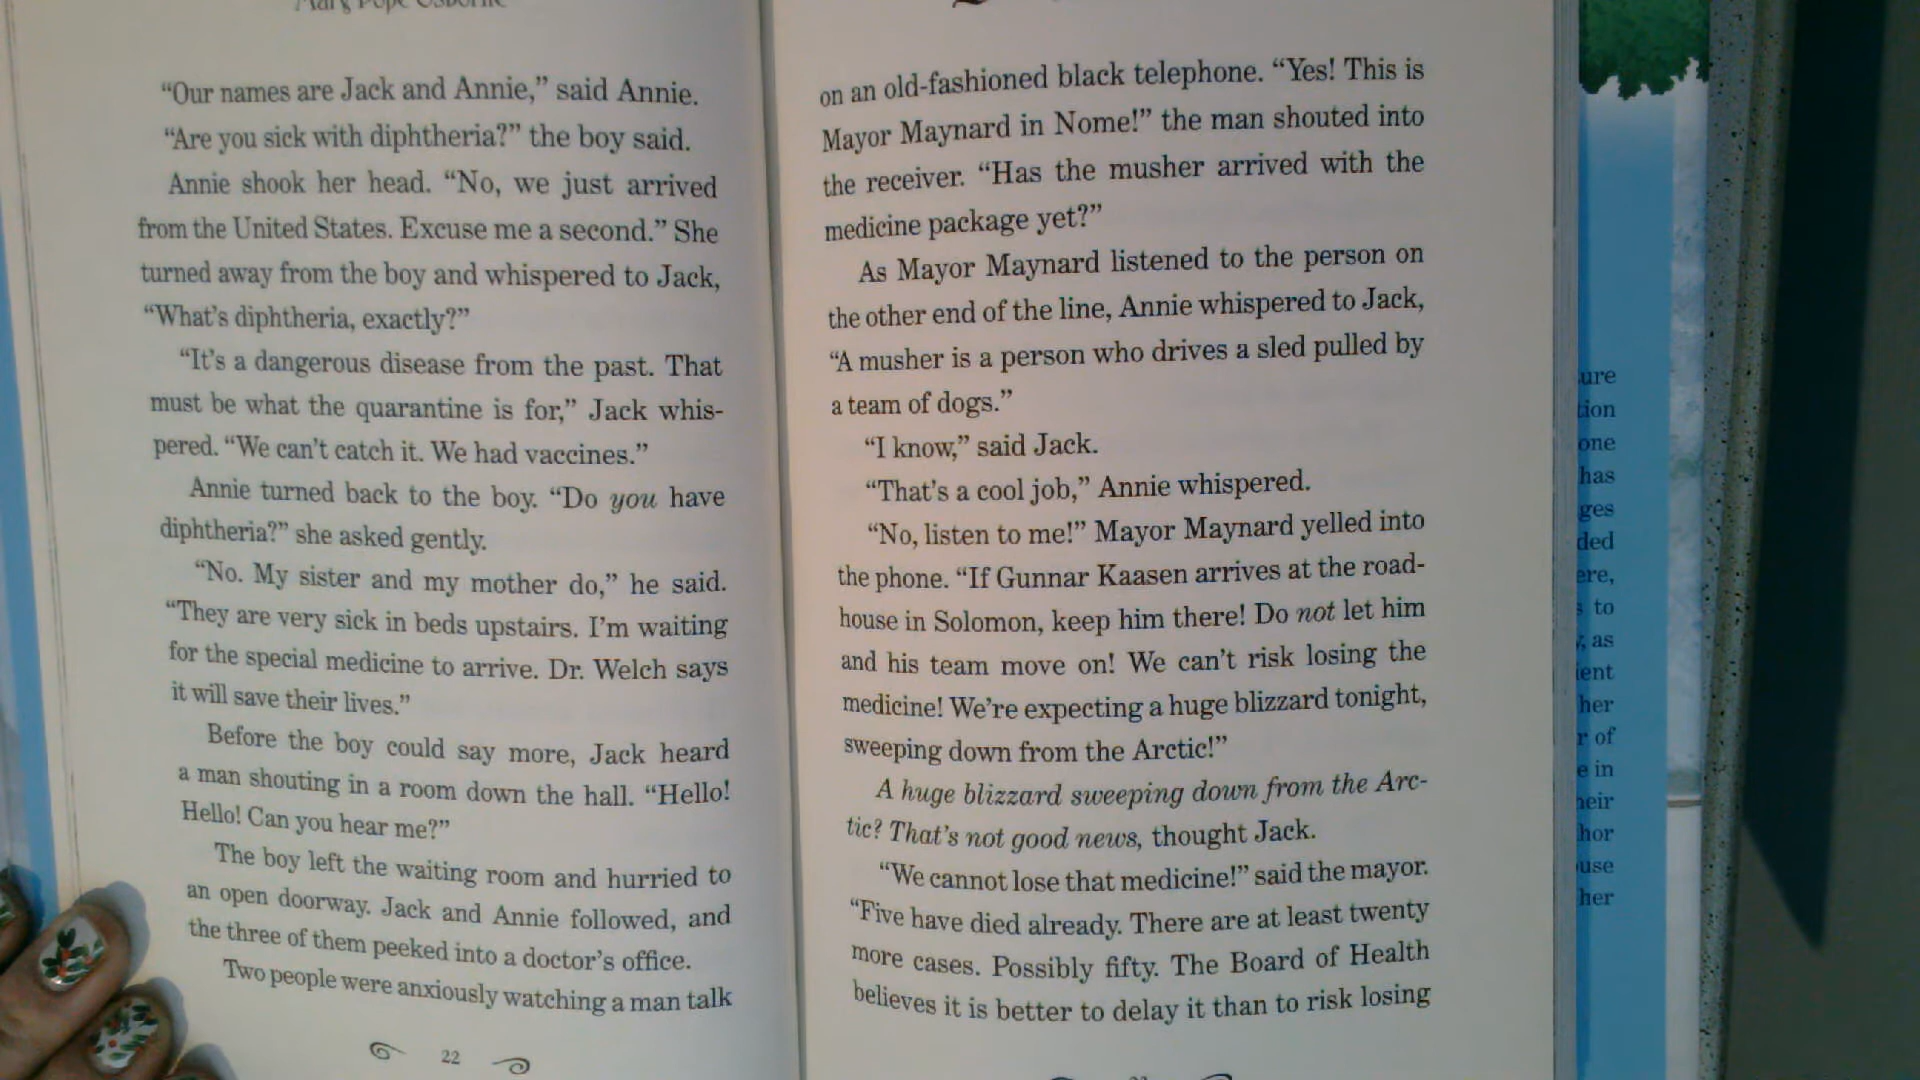 Mary Pope Osborne
"Our names are Jack and Annie," said Annie.
"Are you sick with diphtheria?" the boy said.
Annie shook her head. "No, we just arrived
from the United States. Excuse me a second." She
turned away from the boy and whispered to Jack,
"What's diphtheria, exactly?"
"It's a dangerous disease from the past. That
must be what the quarantine is for," Jack whis-
pered. "We can't catch it. We had vaccines."
Annie turned back to the boy. "Do you have
diphtheria?" she asked gently.
"No. My sister and my mother do," he said.
"They are very sick in beds upstairs. I'm waiting
for the special medicine to arrive. Dr. Welch says
it will save their lives."
Before the boy could say more, Jack heard
a man shouting in a room down the hall. "Hello!
Hello! Can you hear me?"
The boy left the waiting room and hurried to
an open doorway. Jack and Annie followed, and
the three of them peeked into a doctor's office.
Two people were anxiously watching a man talk
22
on an old-fashioned black telephone. "Yes! This is
Mayor Maynard in Nome!" the man shouted into
the receiver. "Has the musher arrived with the
medicine package yet?"
As Mayor Maynard listened to the person on
the other end of the line, Annie whispered to Jack,
"A musher is a person who drives a sled pulled by
a team of dogs."
"I know," said Jack.
"That's a cool job," Annie whispered.
"No, listen to me!" Mayor Maynard yelled into
the phone. "If Gunnar Kaasen arrives at the road-
house in Solomon, keep him there! Do not let him
and his team move on! We can't risk losing the
medicine! We're expecting a huge blizzard tonight,
sweeping down from the Arctic!"
A huge blizzard sweeping down from the Arc-
tic? That's not good news, thought Jack.
"We cannot lose that medicine!" said the mayor.
"Five have died already. There are at least twenty
more cases. Possibly fifty. The Board of Health
believes it is better to delay it than to risk losing
one
has
to
as
her
of
in
her